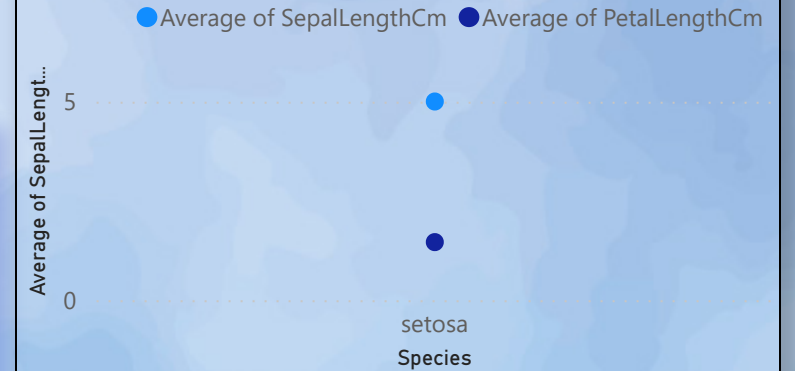 Average of SepalLengthCm Average of PetalLengthCm
Average of SepalLengt...
5
0
setosa
Species